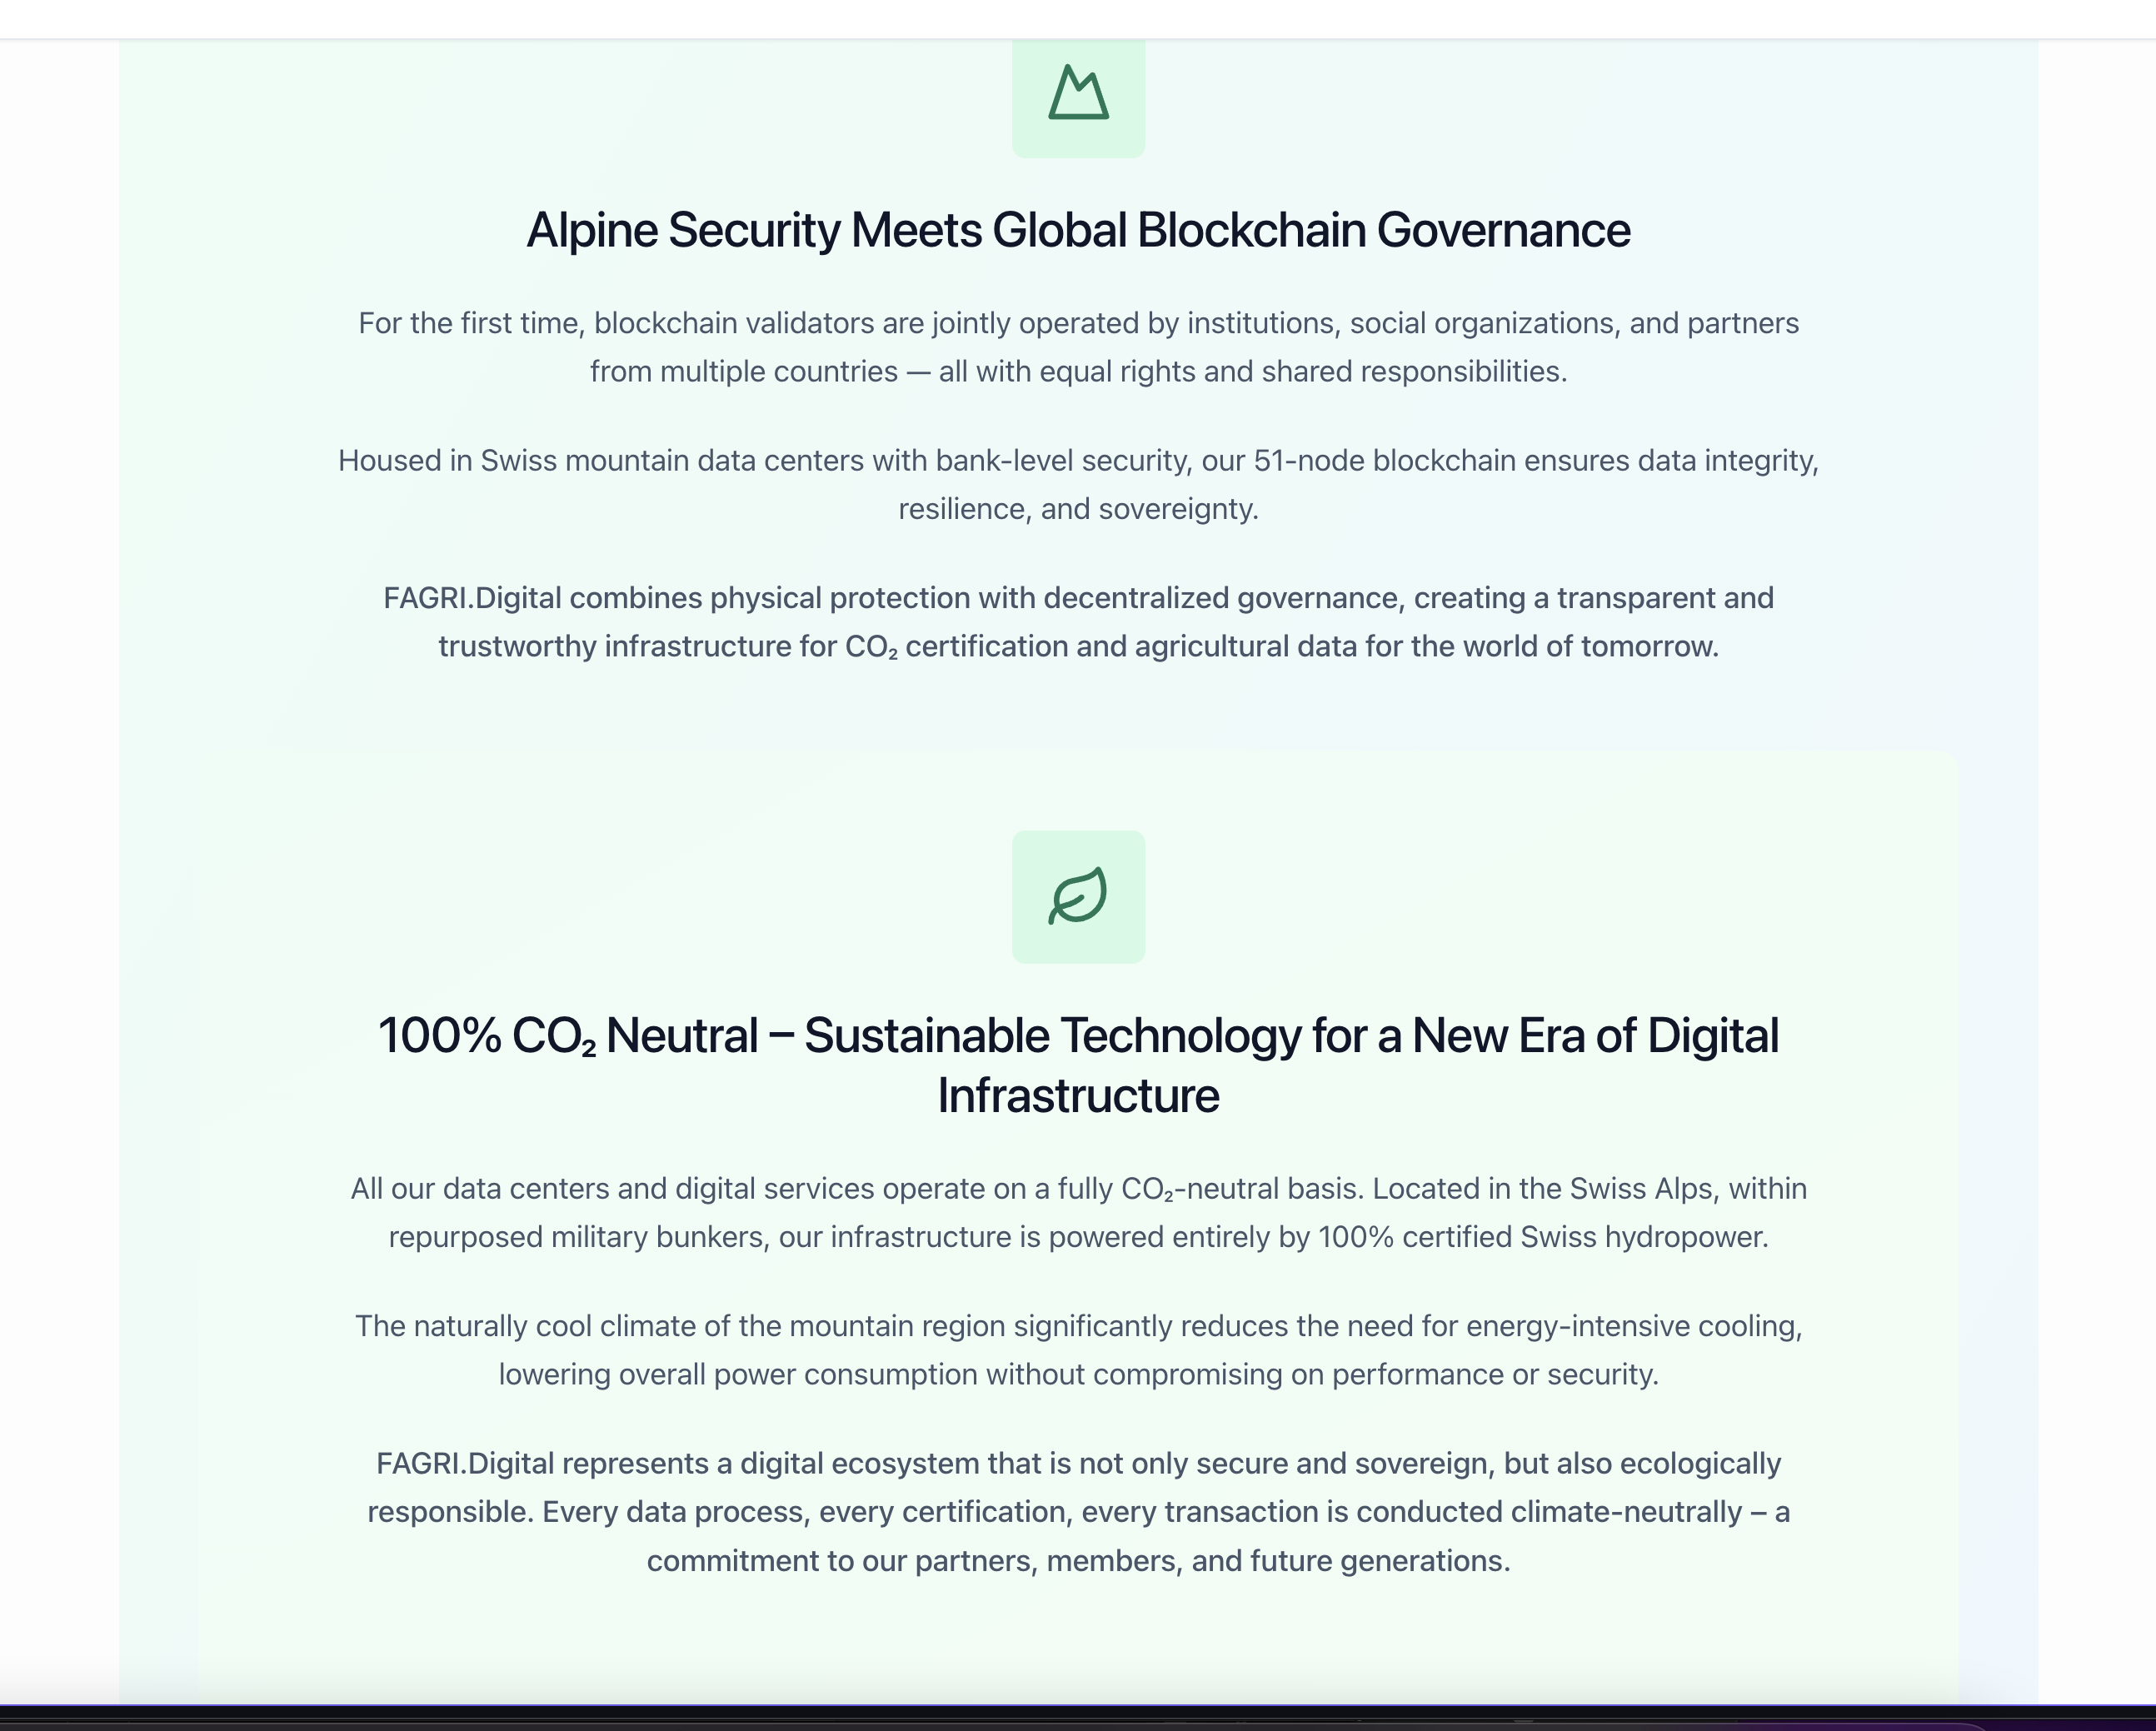 Alpine Security Meets Global Blockchain Governance
For the first time, blockchain validators are jointly operated by institutions, social organizations, and partners
from multiple countries — all with equal rights and shared responsibilities.
Housed in Swiss mountain data centers with bank-level security, our 51-node blockchain ensures data integrity,
resilience, and sovereignty.
FAGRI.Digital combines physical protection with decentralized governance, creating a transparent and
trustworthy infrastructure for CO₂ certification and agricultural data for the world of tomorrow.
100% CO₂ Neutral – Sustainable Technology for a New Era of Digital
Infrastructure
All our data centers and digital services operate on a fully CO₂-neutral basis. Located in the Swiss Alps, within
repurposed military bunkers, our infrastructure is powered entirely by 100% certified Swiss hydropower.
The naturally cool climate of the mountain region significantly reduces the need for energy-intensive cooling,
lowering overall power consumption without compromising on performance or security.
FAGRI.Digital represents a digital ecosystem that is not only secure and sovereign, but also ecologically
responsible. Every data process, every certification, every transaction is conducted climate-neutrally – a
commitment to our partners, members, and future generations.